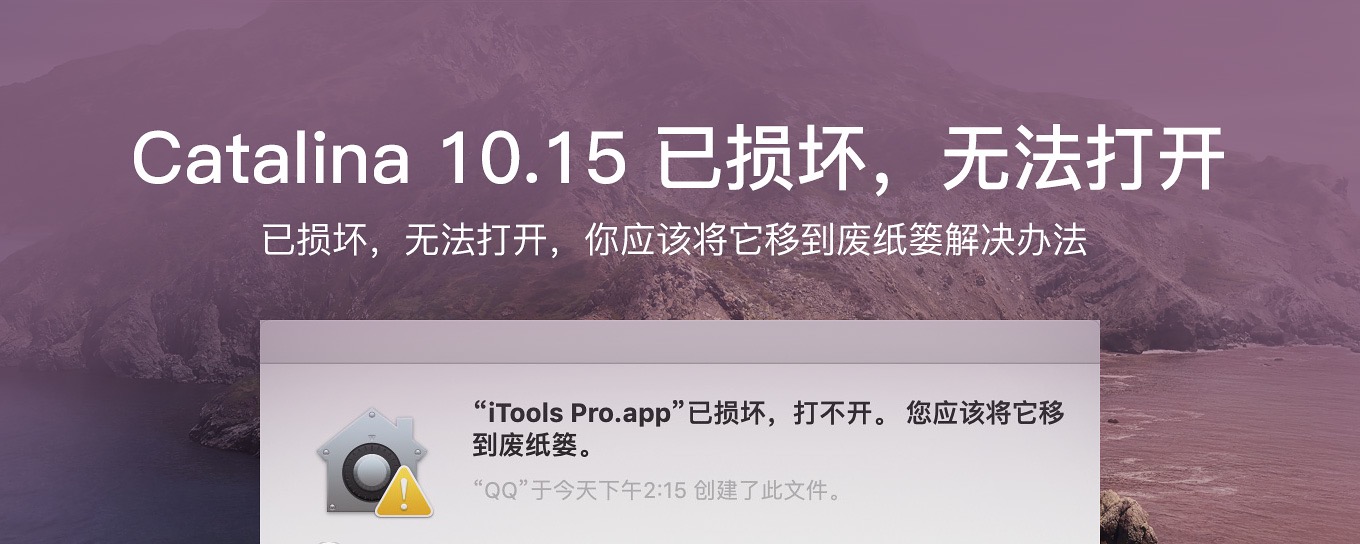 Catalina 10.15 已损坏，无法打开
已损坏，无法打开，你应该将它移到废纸篓解决办法
“iTools Pro.app”已损坏，打不开。 您应该将它移
到废纸篓。
“QQ”于今天下午2:15 创建了此文件。